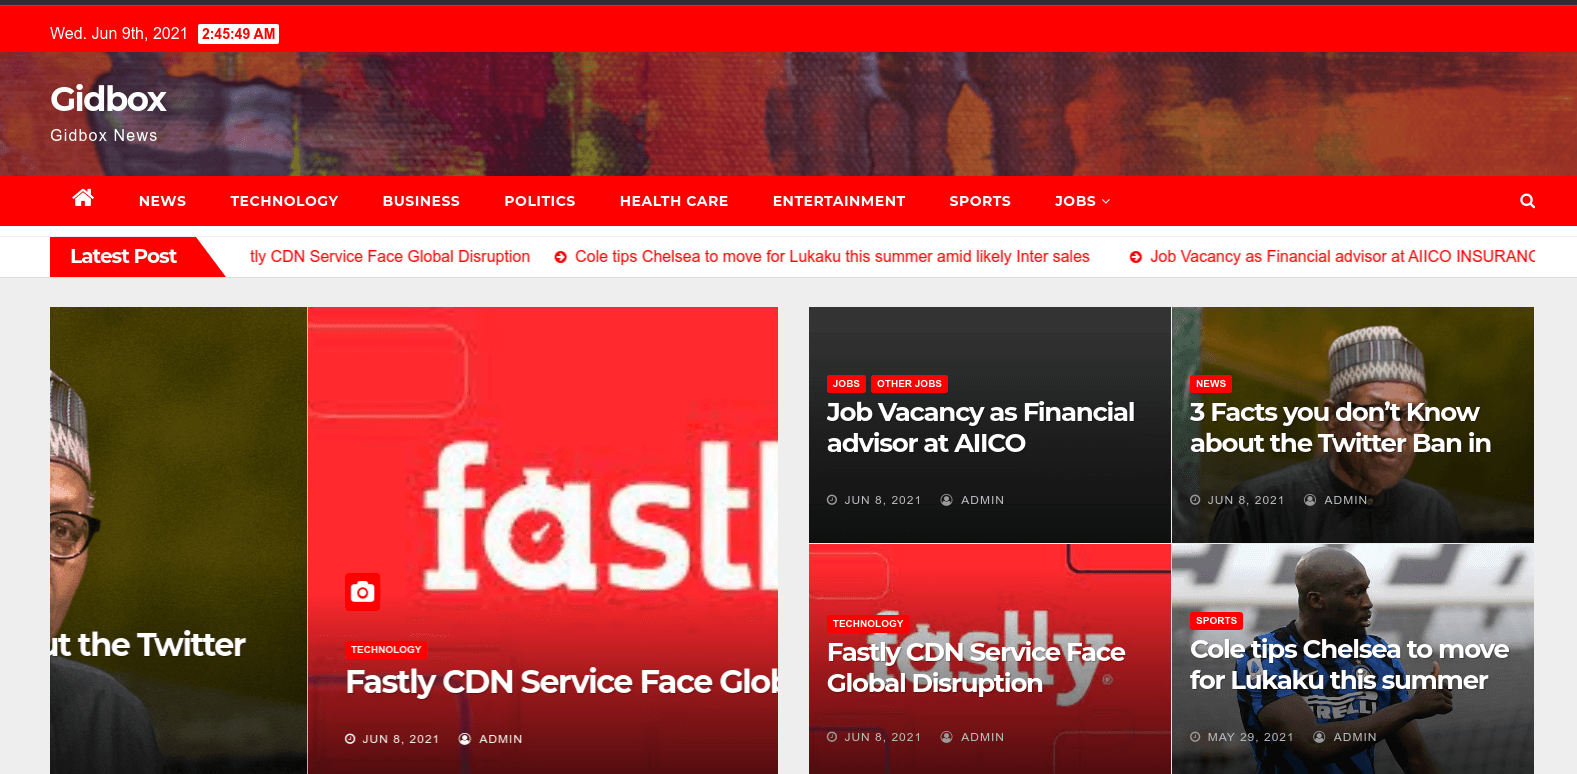 Wed. Jun 9th, 2021 2:45:49 AM
Gidbox
Gidbox News
NEWS TECHNOLOGY BUSINESS POLITICS HEALTH CARE ENTERTAINMENT SPORTS JOBS
Latest Post
tly CDN Service Face Global Disruption Cole tips Chelsea to move for Lukaku this summer amid likely Inter sales Job Vacancy as Financial advisor at AIICO INSURANC
ut the Twitter
fastl
TECHNOLOGY
Fastly CDN Service Face Glob
JUN 8, 2021 ADMIN
JOBS OTHER JOBS
Job Vacancy as Financial
advisor at AIICO
JUN 8, 2021 ADMIN
NEWS
3 Facts you don’t Know
about the Twitter Ban in
JUN 8, 2021 ADMIN
TECHNOLOGY
fastly
Fastly CDN Service Face
Global Disruption
JUN 8, 2021 ADMIN
SPORTS
Cole tips Chelsea to move
for Lukaku this summer
IRELLI
MAY 29, 2021 ADMIN